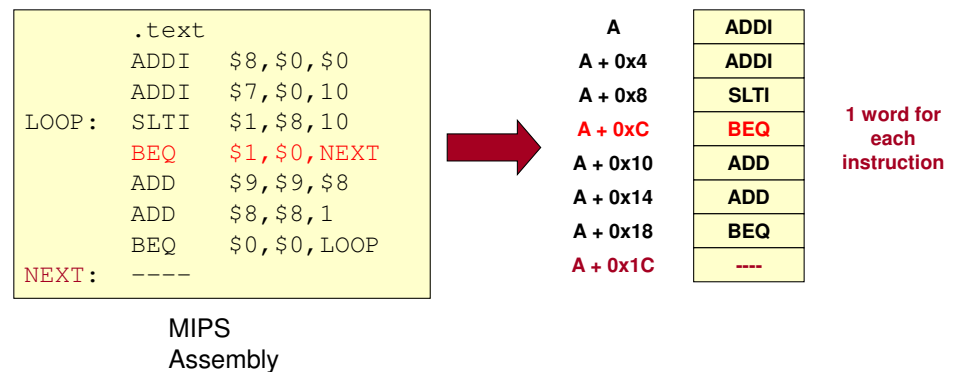 .text
ADDI $8,$0,$0
ADDI $7,$0,10
LOOP: SLTI $1,$8,10
BEQ $1,$0,NEXT
ADD $9,$9,$8
ADD $8,$8,1
BEQ $0,$0,LOOP
NEXT: ----
MIPS
Assembly
A ADDI
A + 0x4 ADDI
A + 0x8 SLTI
A + 0xC BEQ
A + 0x10 ADD
A + 0x14 ADD
A + 0x18 BEQ
A + 0x1C ----
1 word for
each
instruction